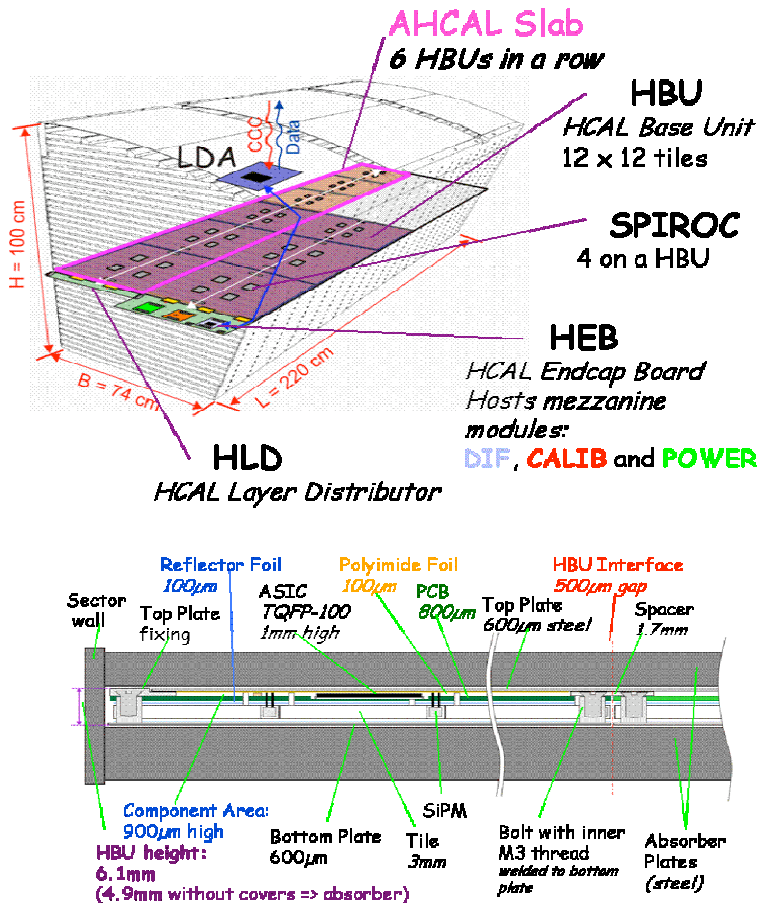 AHCAL Slab
6 HBUs in a row
HBU
HCAL Base Unit
12 x 12 tiles
SPIROC
4 on a HBU
HEB
HCAL Endcap Board
Hosts mezzanine
modules:
DIF, CALIB and POWER
LDA
CCC
Data
H = 100 cm
B = 74 cm
L = 220 cm
HLD
HCAL Layer Distributor
Reflector Foil
100µm
Polyimide Foil
100µm
HBU Interface
500µm gap
Sector
wall
Top Plate
fixing
ASIC
TQFP-100
1mm high
PCB
800µm
Top Plate
600µm steel
Spacer
1.7mm
Component Area:
900µm high
HBU height:
6.1mm
(4.9mm without covers => absorber)
Bottom Plate
600µm
Tile
3mm
SiPM
Bolt with inner
M3 thread
welded to bottom
plate
Absorber
Plates
(steel)